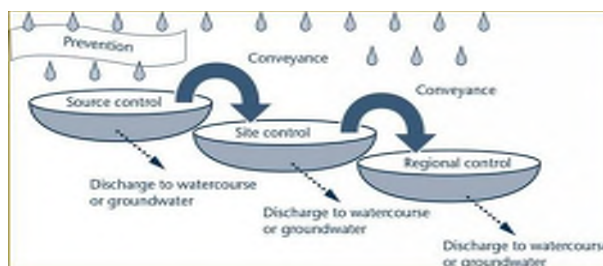 Prevention
Conveyance
Conveyance
Source control
Site control
Regional control
Discharge to watercourse
or groundwater
Discharge to watercourse
or groundwater
Discharge to watercourse
or groundwater